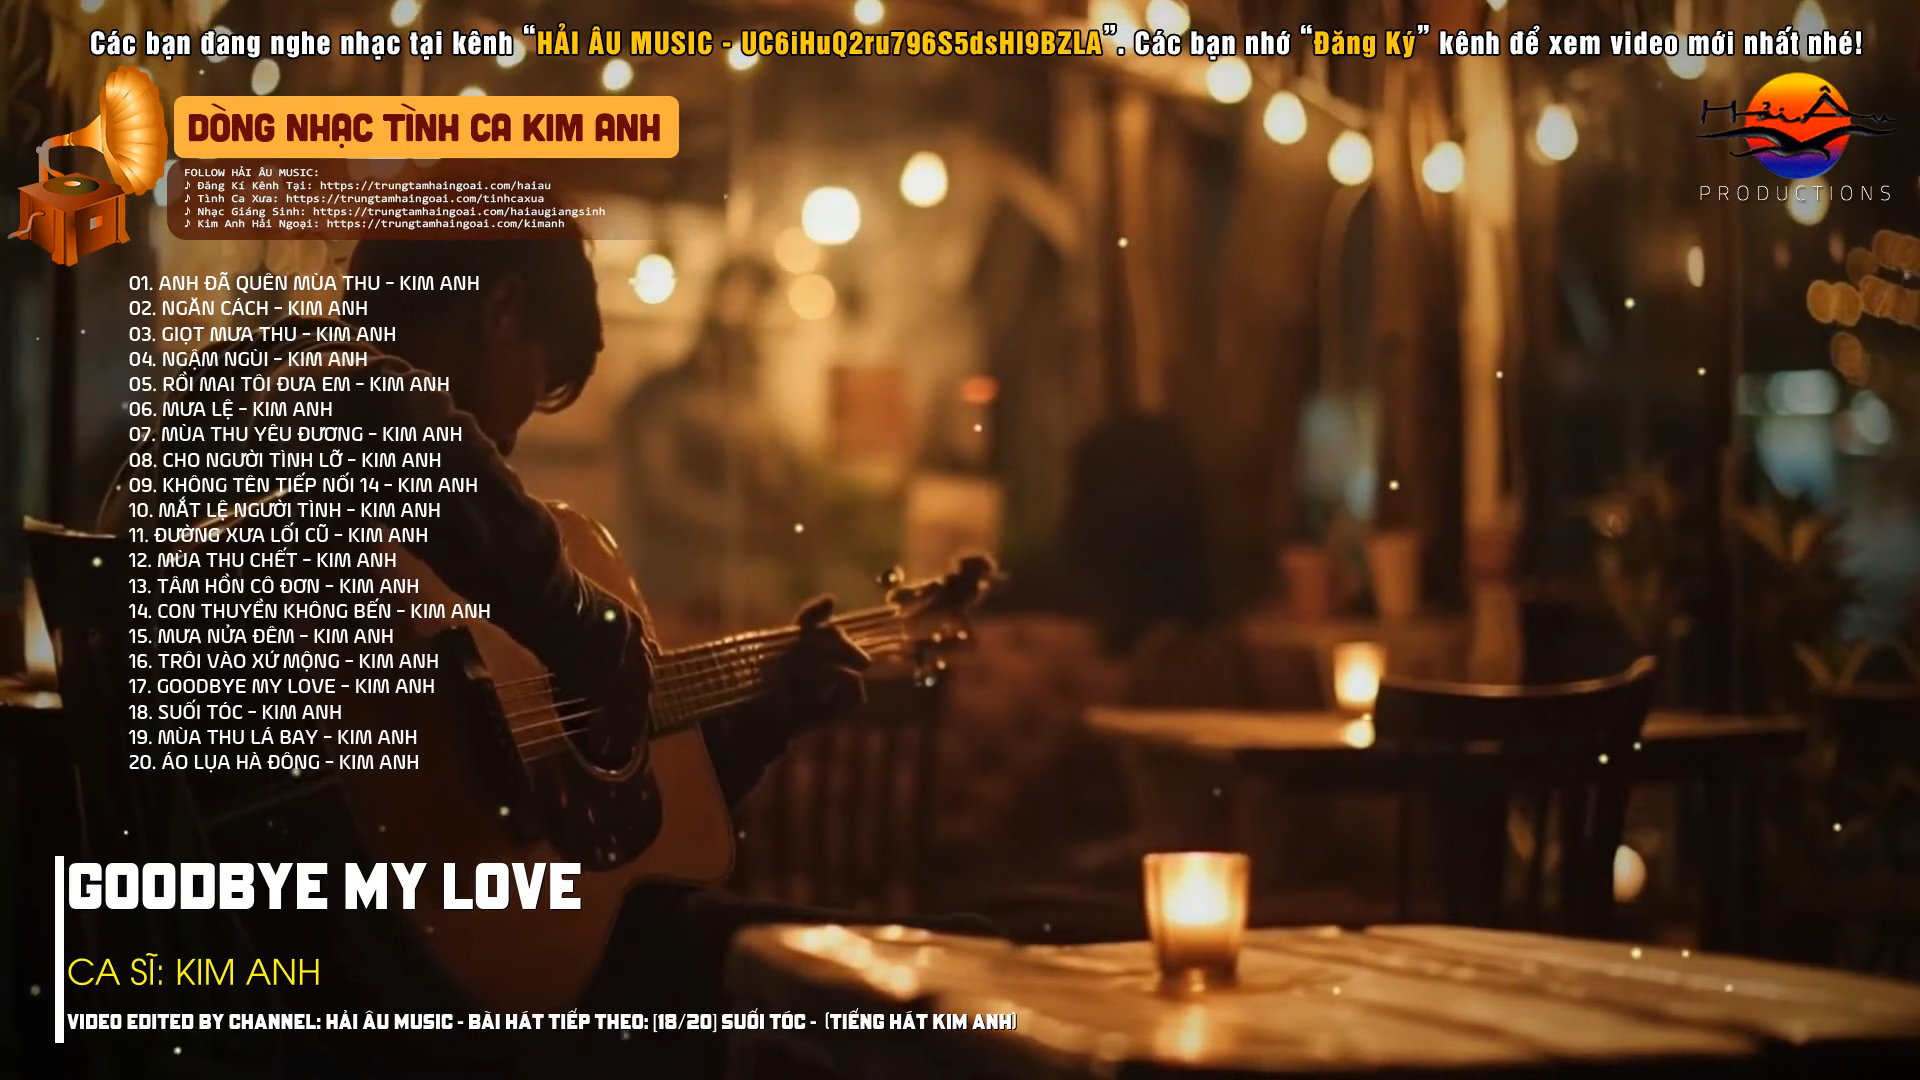 Các bạn đang nghe nhạc tại kênh “HẢI ÂU MUSIC - UC6iHuQ2ru796S5dsHI9BZLA”. Các bạn nhớ “Đăng Ký” kênh để xem video mới nhất nhé!
Hải Âu
PRODUCTIONS
DÒNG NHẠC TÌNH CA KIM ANH
FOLLOW HẢI ÂU MUSIC:
♪ Đăng Kí Kênh Tại: https://trungtamhaingoai.com/haiau
♪ Tình Ca Xưa: https://trungtamhaingoai.com/tinhcaxua
♪ Nhạc Giáng Sinh: https://trungtamhaingoai.com/haiaugiangsinh
♪ Kim Anh Hải Ngoại: https://trungtamhaingoai.com/kimanh
01. ANH ĐÃ QUÊN MÙA THU - KIM ANH
02. NGĂN CÁCH - KIM ANH
03. GIỌT MƯA THU - KIM ANH
04. NGẬM NGÙI - KIM ANH
05. RỒI MAI TÔI ĐƯA EM - KIM ANH
06. MƯA LỆ - KIM ANH
07. MÙA THU YÊU ĐƯƠNG - KIM ANH
08. CHO NGƯỜI TÌNH LỠ - KIM ANH
09. KHÔNG TÊN TIẾP NỐI 14 - KIM ANH
10. MẮT LỆ NGƯỜI TÌNH - KIM ANH
11. ĐƯỜNG XƯA LỐI CŨ - KIM ANH
12. MÙA THU CHẾT - KIM ANH
13. TÂM HỒN CÔ ĐƠN - KIM ANH
14. CON THUYỀN KHÔNG BẾN - KIM ANH
15. MƯA NỬA ĐÊM - KIM ANH
16. TRÔI VÀO XỨ MỘNG - KIM ANH
17. GOODBYE MY LOVE - KIM ANH
18. SUỐI TÓC - KIM ANH
19. MÙA THU LÁ BAY - KIM ANH
20. ÁO LỤA HÀ ĐÔNG - KIM ANH
GOODBYE MY LOVE
CA SĨ: KIM ANH
VIDEO EDITED BY CHANNEL: HẢI ÂU MUSIC - BÀI HÁT TIẾP THEO: [18/20] SUỐI TÓC - (TIẾNG HÁT KIM ANH)